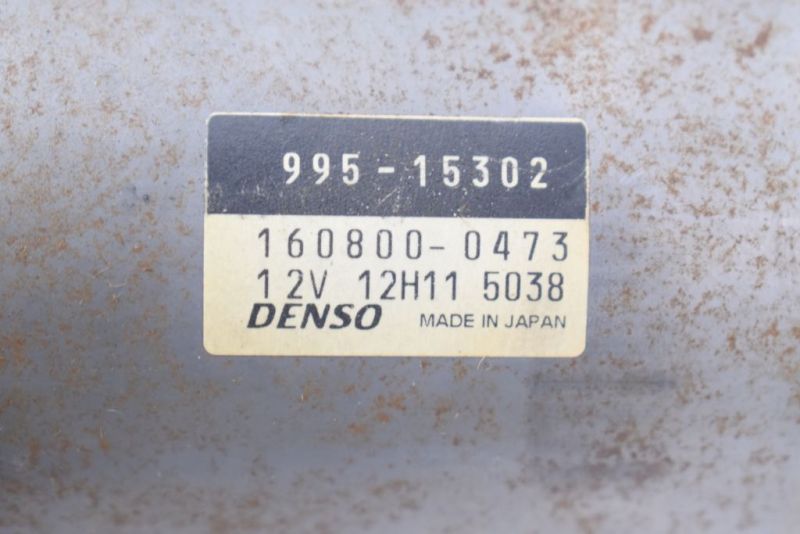 995-15302
160800-0473
12V 12H11 5038
DENSO MADE IN JAPAN